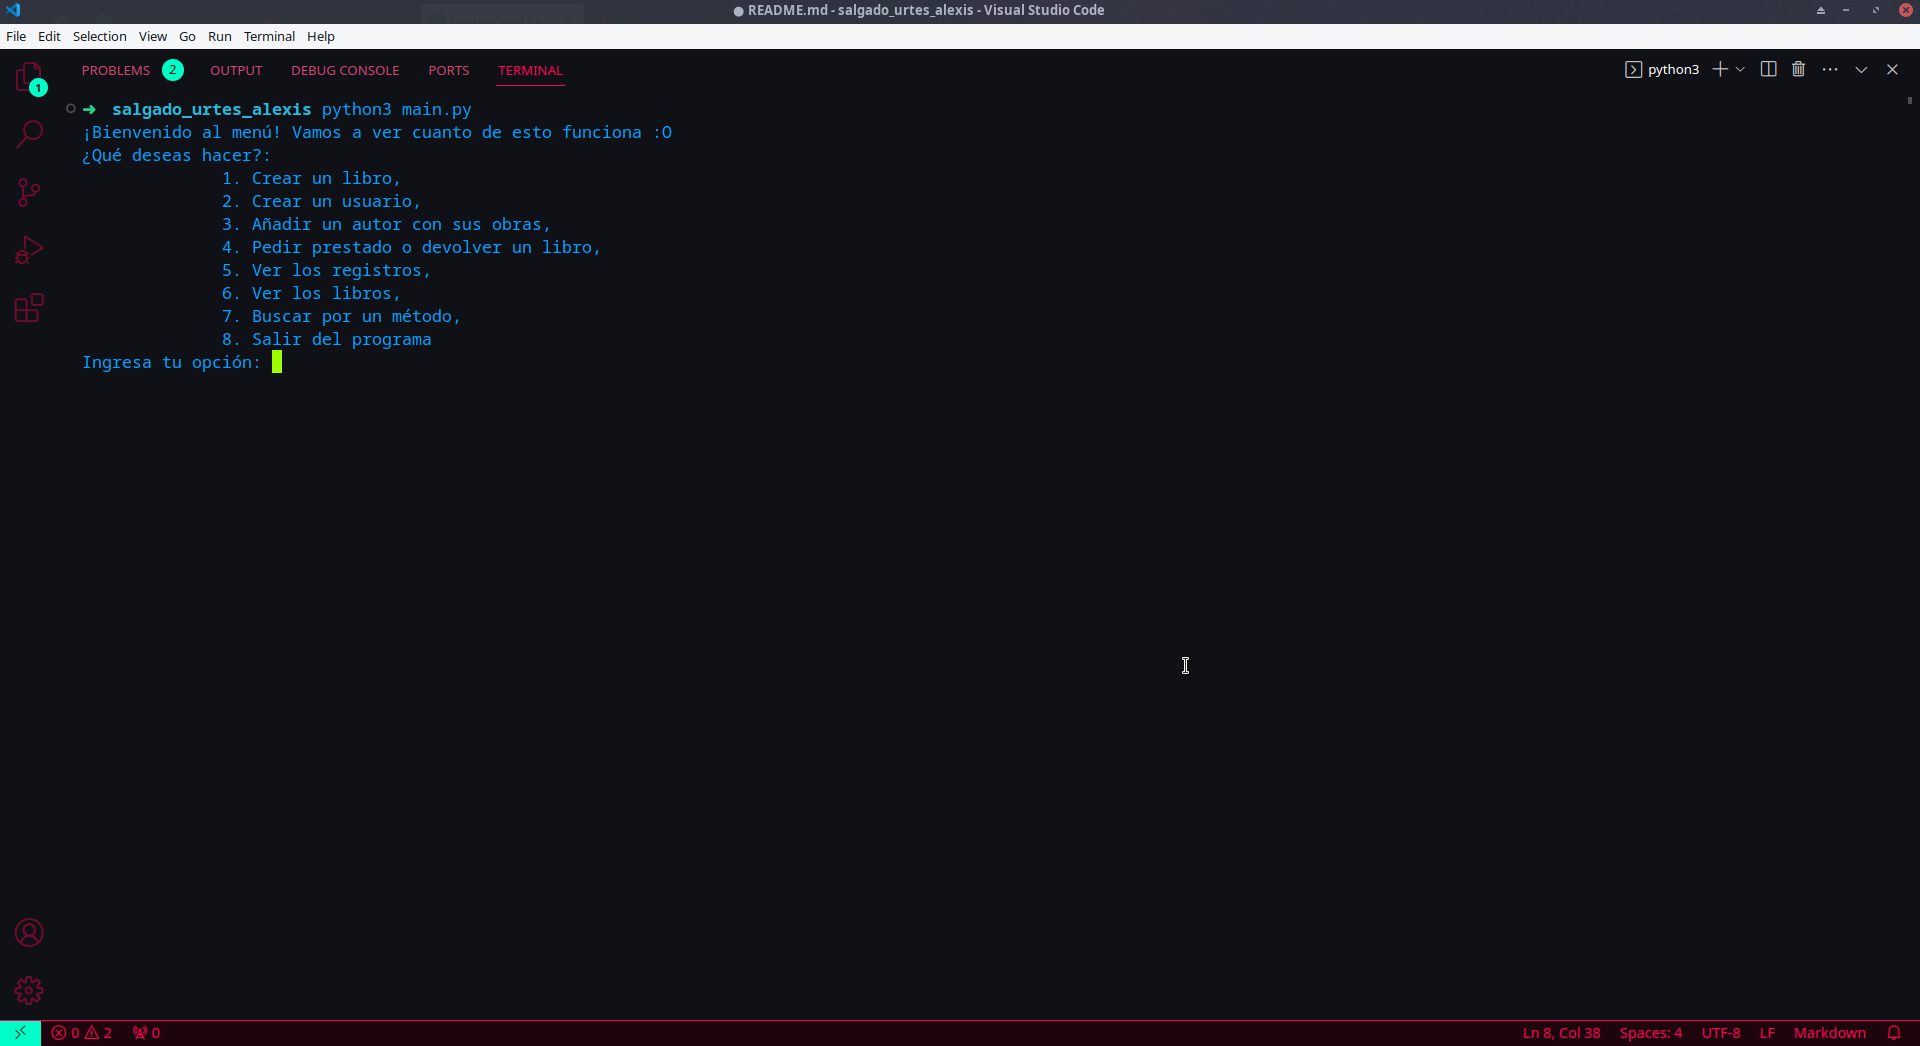 ● README.md - salgado_urtes_alexis - Visual Studio Code
File Edit Selection View Go Run Terminal Help
PROBLEMS 2 OUTPUT DEBUG CONSOLE PORTS TERMINAL python3
1
➜ salgado_urtes_alexis python3 main.py
¡Bienvenido al menú! Vamos a ver cuanto de esto funciona :O
¿Qué deseas hacer?:
1. Crear un libro,
2. Crear un usuario,
3. Añadir un autor con sus obras,
4. Pedir prestado o devolver un libro,
5. Ver los registros,
6. Ver los libros,
7. Buscar por un método,
8. Salir del programa
Ingresa tu opción:
0 2 0 Ln 8, Col 38 Spaces: 4 UTF-8 LF Markdown